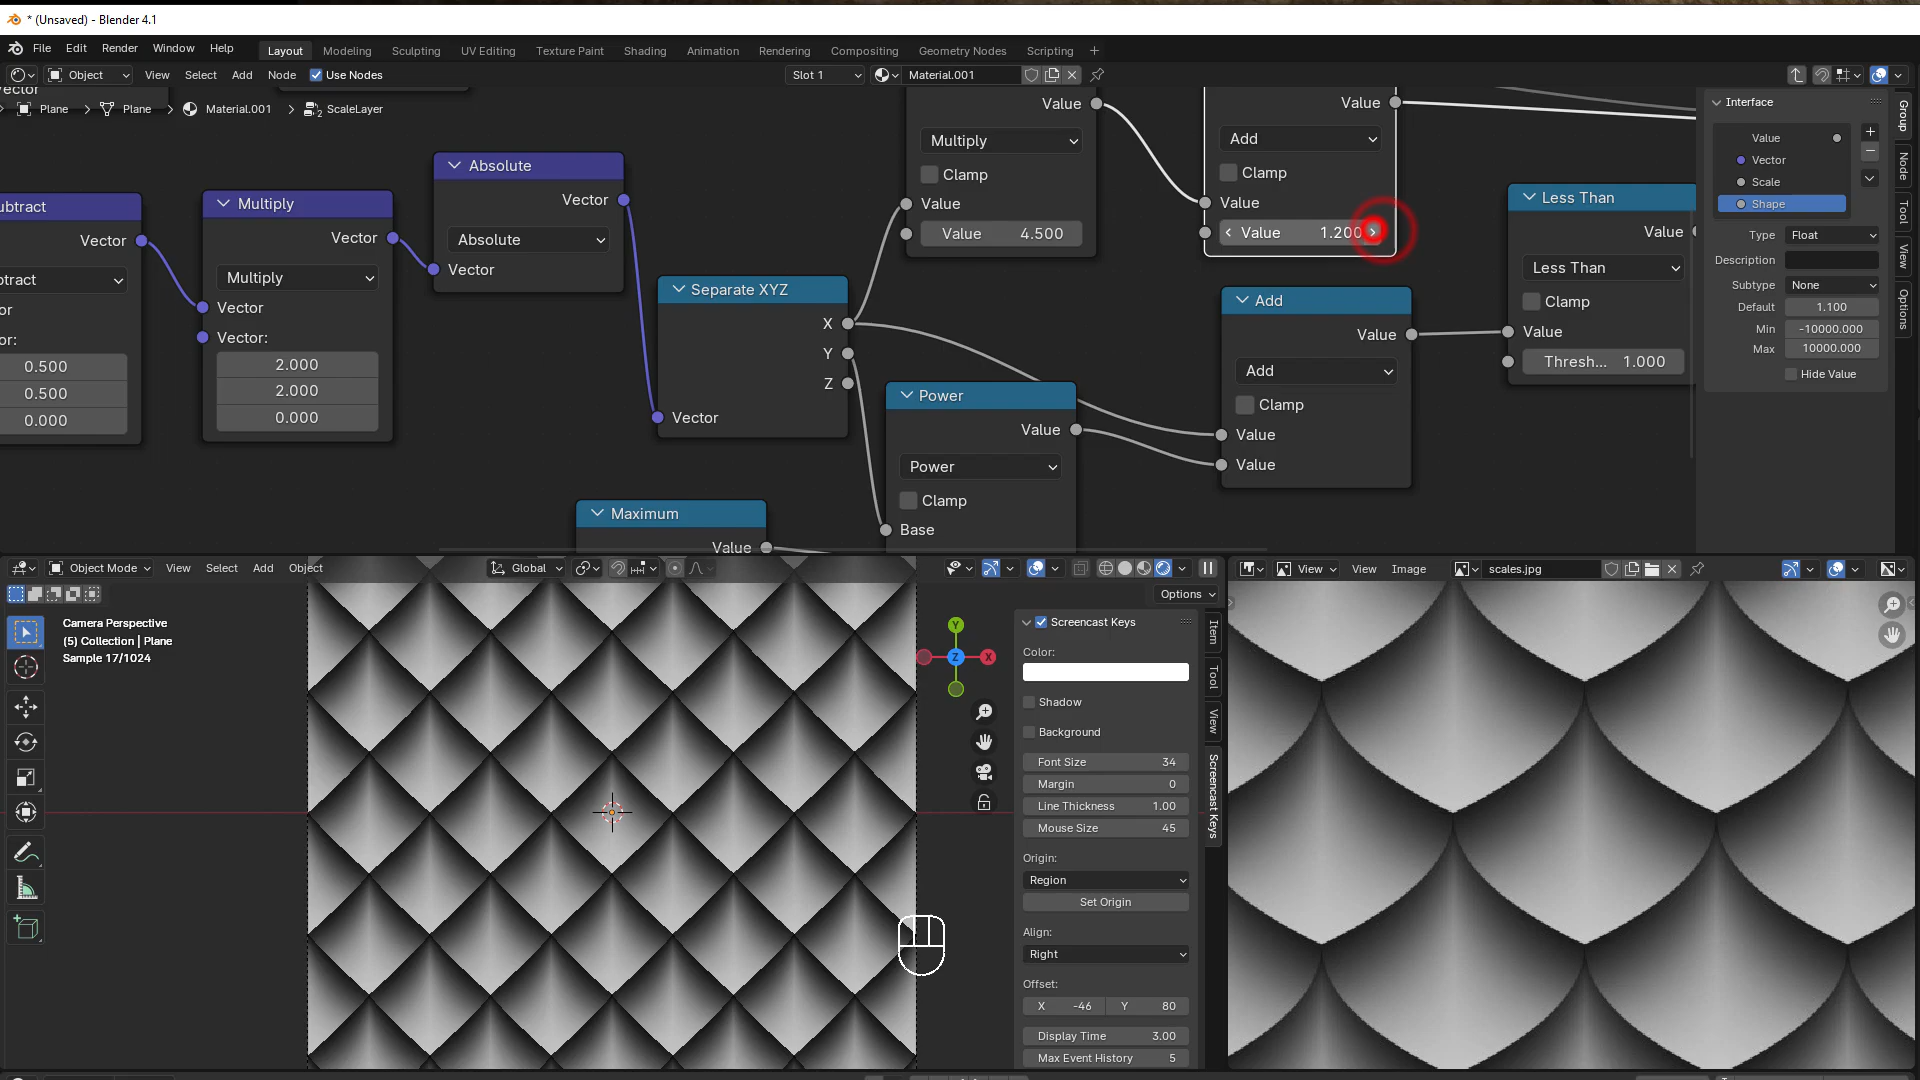 * (Unsaved) - Blender 4.1
File Edit Render Window Help Layout Modeling Sculpting UV Editing Texture Paint Shading Animation Rendering Compositing Geometry Nodes Scripting +
Object View Select Add Node Use Nodes Slot 1 Material.001
Plane Plane Material.001 2 ScaleLayer
ubtract
Vector
tract
or
or:
0.500
0.500
0.000
Multiply
Vector
Multiply
Vector
Vector:
2.000
2.000
0.000
Absolute
Vector
Absolute
Vector
Separate XYZ
X
Y
Z
Vector
Maximum
Value
Value
Multiply
Clamp
Value
Value 4.500
Power
Value
Power
Clamp
Base
Value
Add
Clamp
Value
Value 1.200
Add
Value
Add
Clamp
Value
Value
Less Than
Value
Less Than
Clamp
Value
Thresh... 1.000
Interface
Value
Vector
Scale
Shape
Type Float
Description
Subtype None
Default 1.100
Min -10000.000
Max 10000.000
Hide Value
Group
Node
Tool
View
Options
Object Mode View Select Add Object Global
Options
Camera Perspective
(5) Collection | Plane
Sample 17/1024
Y
Z
X
Screencast Keys
Color:
Shadow
Background
Font Size 34
Margin 0
Line Thickness 1.00
Mouse Size 45
Origin:
Region
Set Origin
Align:
Right
Offset:
X -46 Y 80
Display Time 3.00
Max Event History 5
Item
Tool
View
Screencast Keys
View View Image scales.jpg